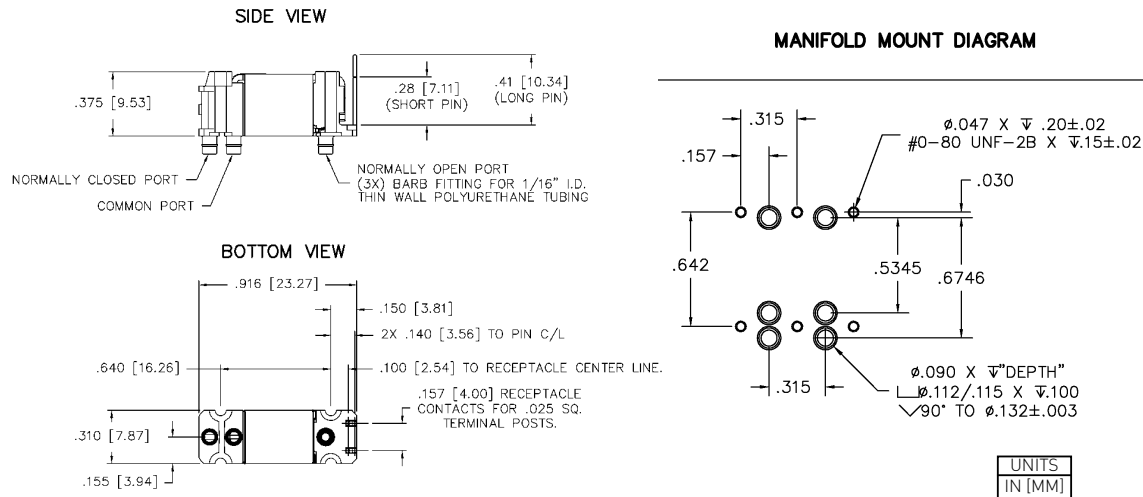 SIDE VIEW
.375 [9.53]
.28 [7.11]
(SHORT PIN)
.41 [10.34]
(LONG PIN)
NORMALLY CLOSED PORT
COMMON PORT
NORMALLY OPEN PORT
(3X) BARB FITTING FOR 1/16" I.D.
THIN WALL POLYURETHANE TUBING
BOTTOM VIEW
.916 [23.27]
.150 [3.81]
2X .140 [3.56] TO PIN C/L
.640 [16.26]
.100 [2.54] TO RECEPTACLE CENTER LINE.
.157 [4.00] RECEPTACLE
CONTACTS FOR .025 SQ.
TERMINAL POSTS.
.310 [7.87]
.155 [3.94]
MANIFOLD MOUNT DIAGRAM
.315
.157
ø.047 X ↧ .20±.02
#0-80 UNF-2B X ↧.15±.02
.030
.642
.5345
.6746
.315
ø.090 X ↧"DEPTH"
⌴ø.112/.115 X ↧.100
⌵90° TO ø.132±.003
UNITS
IN [MM]